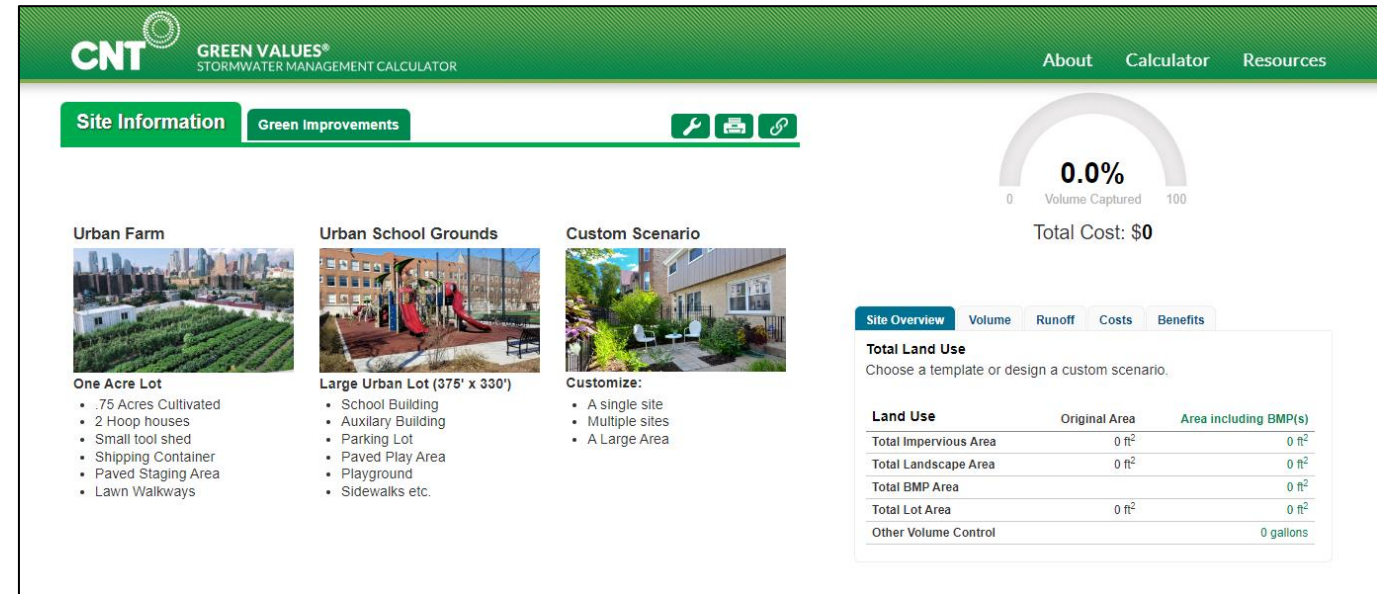 CNT
GREEN VALUES®
STORMWATER MANAGEMENT CALCULATOR
About Calculator Resources
Site Information Green Improvements
0.0%
0 Volume Captured 100
Total Cost: $0
Urban Farm
One Acre Lot
• .75 Acres Cultivated
• 2 Hoop houses
• Small tool shed
• Shipping Container
• Paved Staging Area
• Lawn Walkways
Urban School Grounds
Large Urban Lot (375' x 330')
• School Building
• Auxilary Building
• Parking Lot
• Paved Play Area
• Playground
• Sidewalks etc.
Custom Scenario
Customize:
• A single site
• Multiple sites
• A Large Area
Site Overview Volume Runoff Costs Benefits
Total Land Use
Choose a template or design a custom scenario.
Land Use Original Area Area including BMP(s)
Total Impervious Area 0 ft² 0 ft²
Total Landscape Area 0 ft² 0 ft²
Total BMP Area 0 ft²
Total Lot Area 0 ft² 0 ft²
Other Volume Control 0 gallons